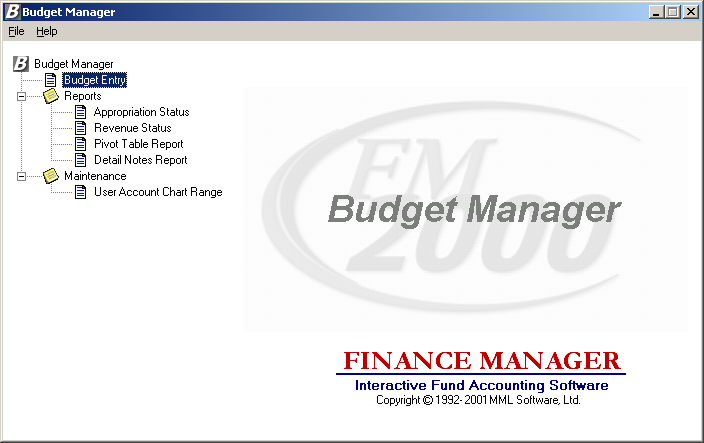 B Budget Manager
File Help
B Budget Manager
Budget Entry
Reports
Appropriation Status
Revenue Status
Pivot Table Report
Detail Notes Report
Maintenance
User Account Chart Range
FM
2000
Budget Manager
FINANCE MANAGER
Interactive Fund Accounting Software
Copyright © 1992-2001 MML Software, Ltd.